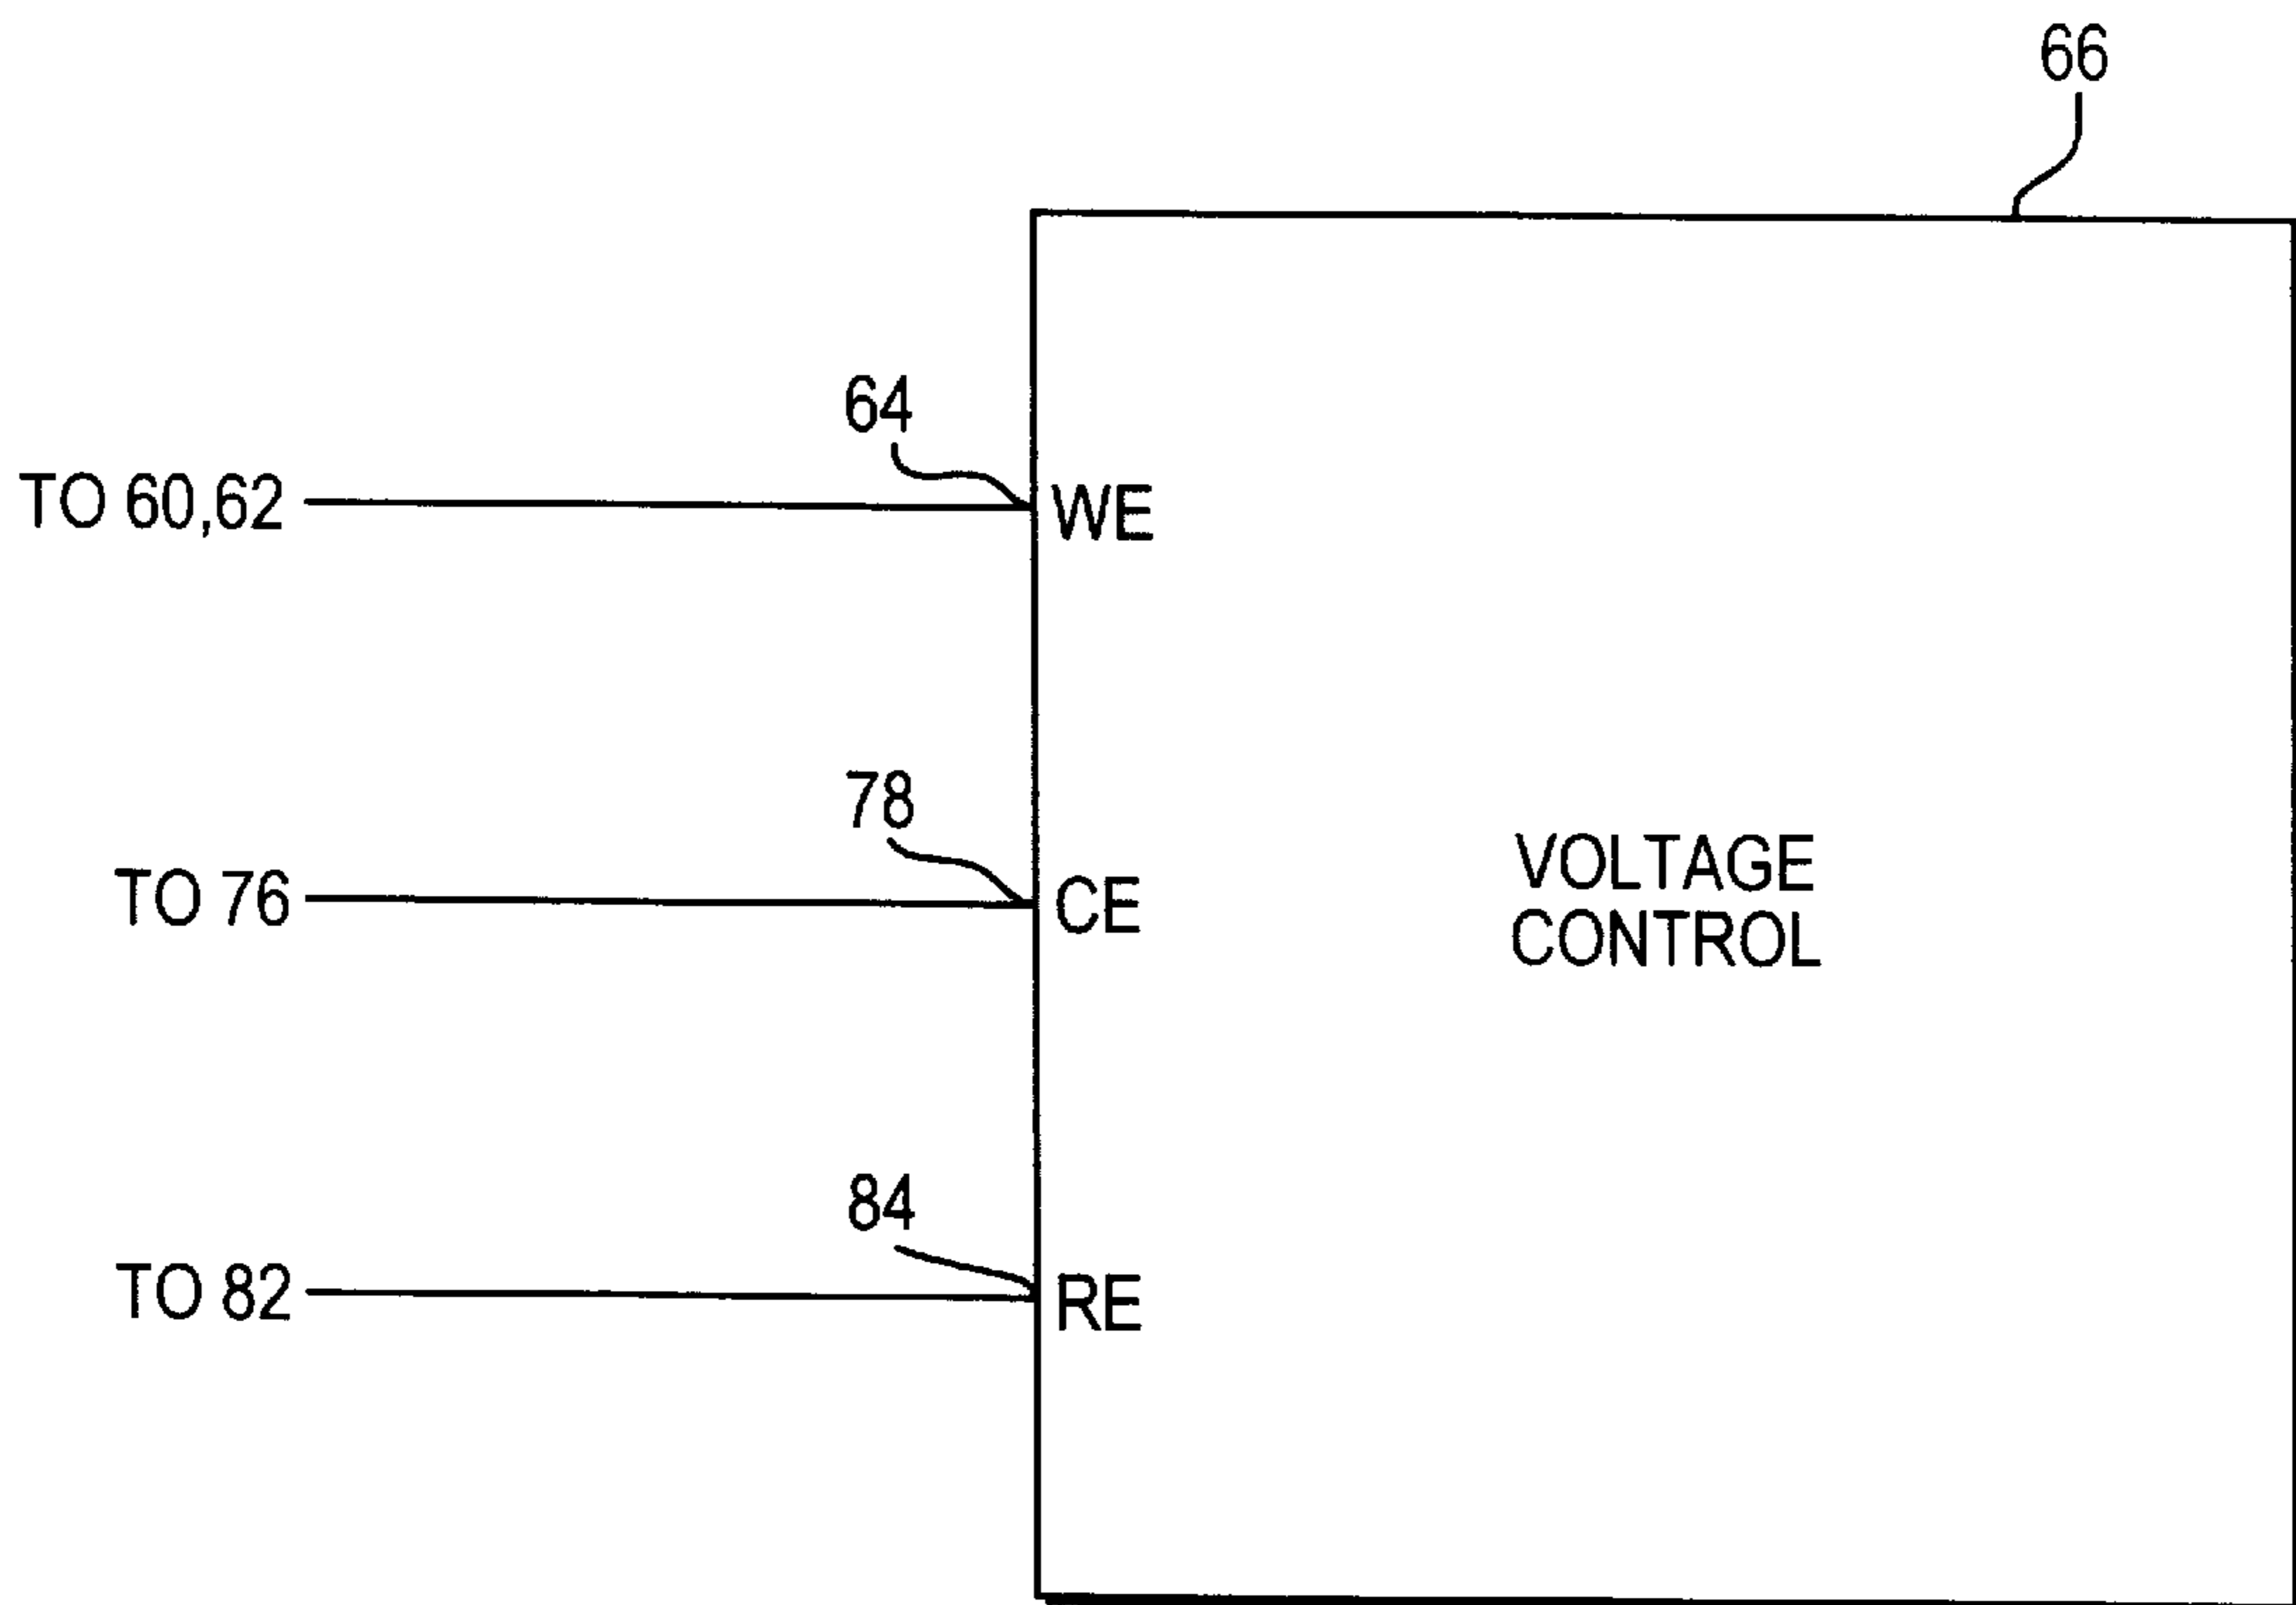 66
64
TO 60,62
WE
78
TO 76
CE
VOLTAGE
CONTROL
84
TO 82
RE